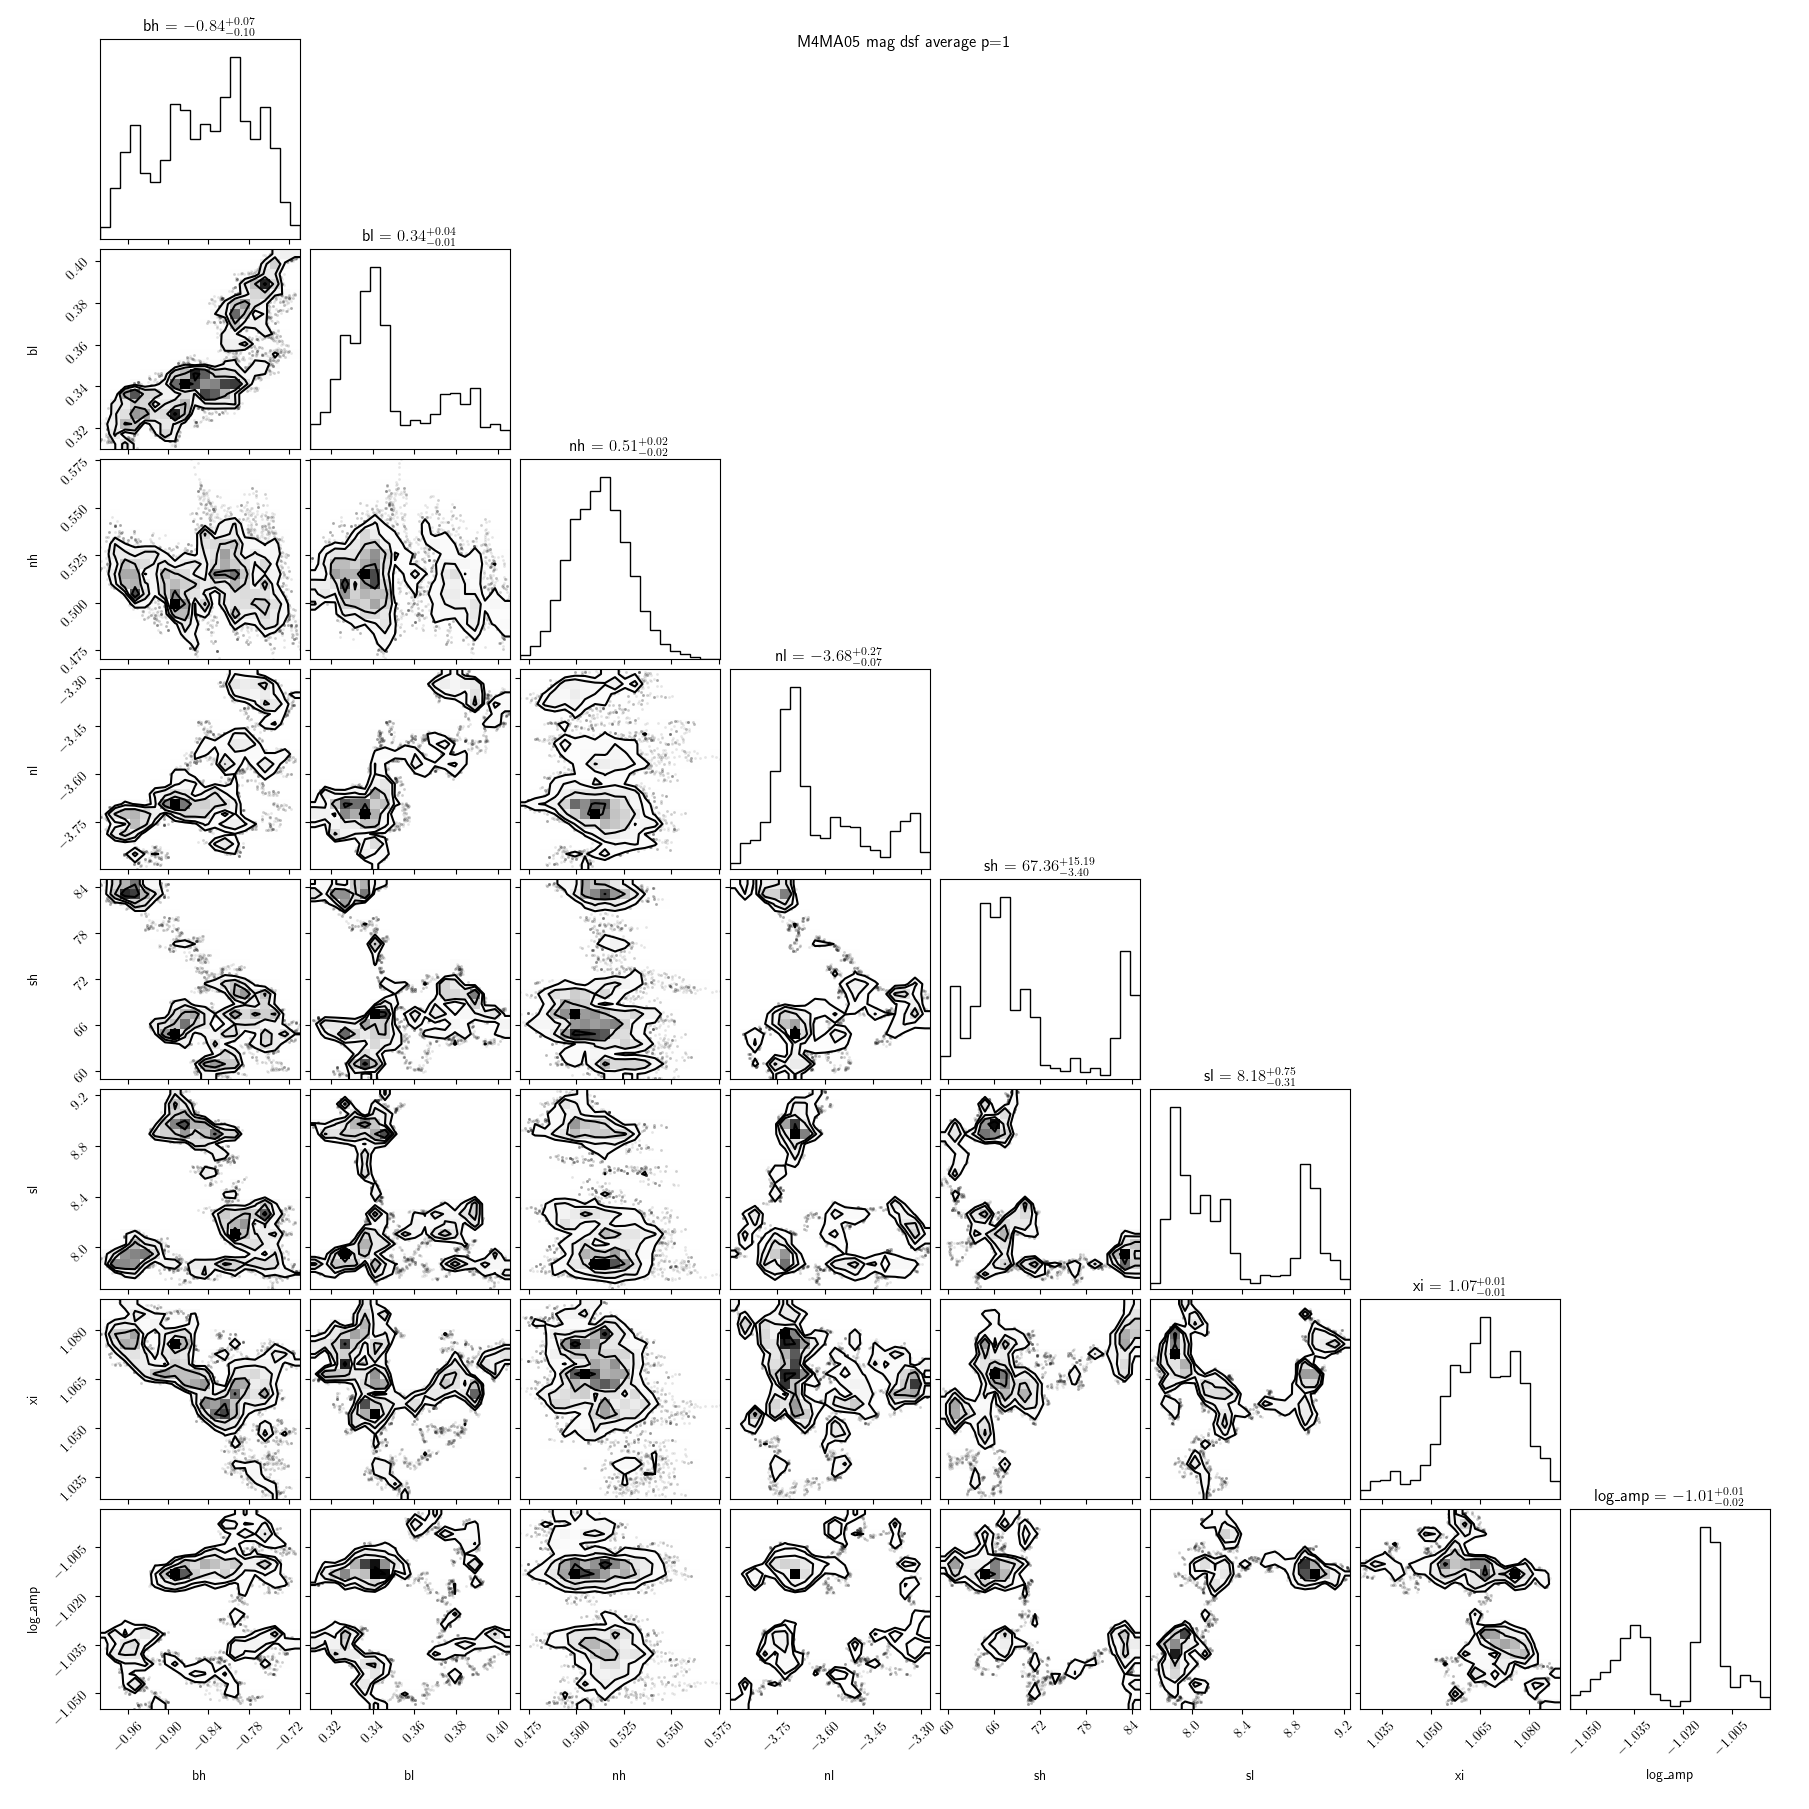 M4MA05 mag dsf average p=1
bh = −0.84 +0.07 −0.10
bl = 0.34 +0.04 −0.01
nh = 0.51 +0.02 −0.02
nl = −3.68 +0.27 −0.07
sh = 67.36 +15.19 −3.40
sl = 8.18 +0.75 −0.31
xi = 1.07 +0.01 −0.01
log_amp = −1.01 +0.01 −0.02
bl
0.40
0.38
0.36
0.34
0.32
nh
0.575
0.550
0.525
0.500
0.475
nl
−3.30
−3.45
−3.60
−3.75
sh
84
78
72
66
60
sl
9.2
8.8
8.4
8.0
xi
1.080
1.065
1.050
1.035
log_amp
−1.005
−1.020
−1.035
−1.050
−0.96 −0.90 −0.84 −0.78 −0.72
0.32 0.34 0.36 0.38 0.40
0.475 0.500 0.525 0.550 0.575
−3.75 −3.60 −3.45 −3.30
60 66 72 78 84
8.0 8.4 8.8 9.2
1.035 1.050 1.065 1.080
−1.050 −1.035 −1.020 −1.005
bh bl nh nl sh sl xi log_amp